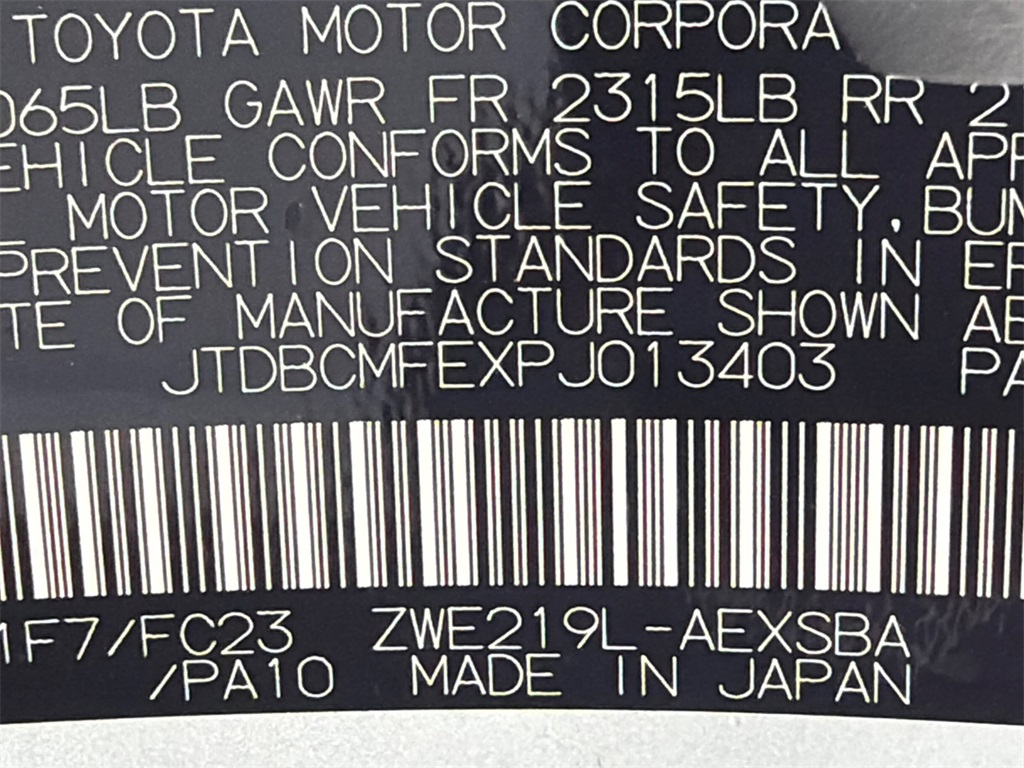 TOYOTA MOTOR CORPORA
065LB GAWR FR 2315LB RR 2
EHICLE CONFORMS TO ALL APP
MOTOR VEHICLE SAFETY, BUM
PREVENTION STANDARDS IN EF
TE OF MANUFACTURE SHOWN AB
JTDBCMFEXPJ013403 PA
1F7/FC23 ZWE219L-AEXSBA
/PA10 MADE IN JAPAN